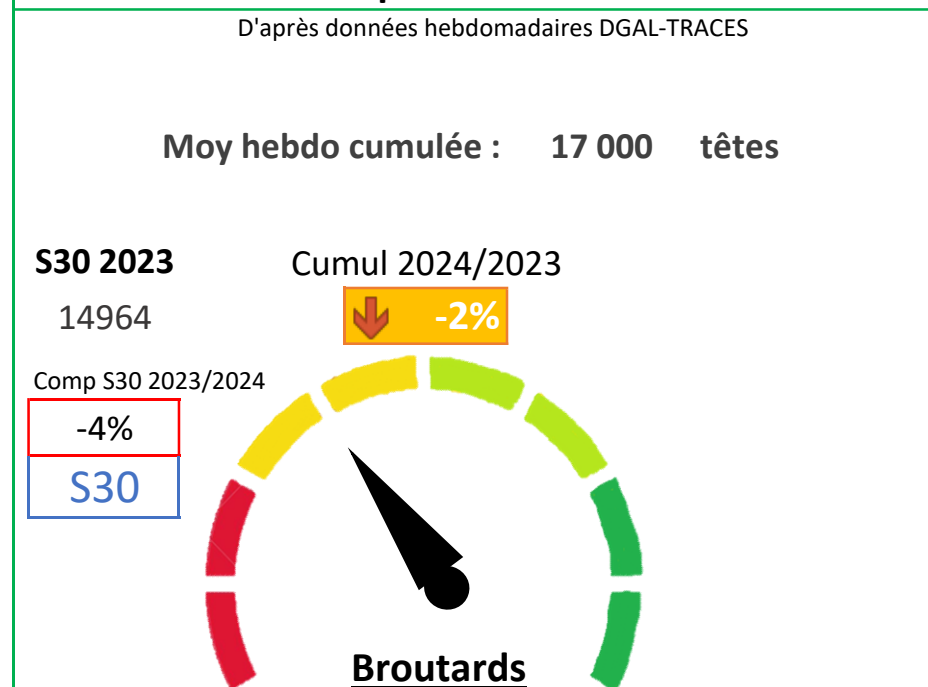 D'après données hebdomadaires DGAL-TRACES
Moy hebdo cumulée : 17 000 têtes
S30 2023
Cumul 2024/2023
14964
-2%
Comp S30 2023/2024
-4%
S30
Broutards